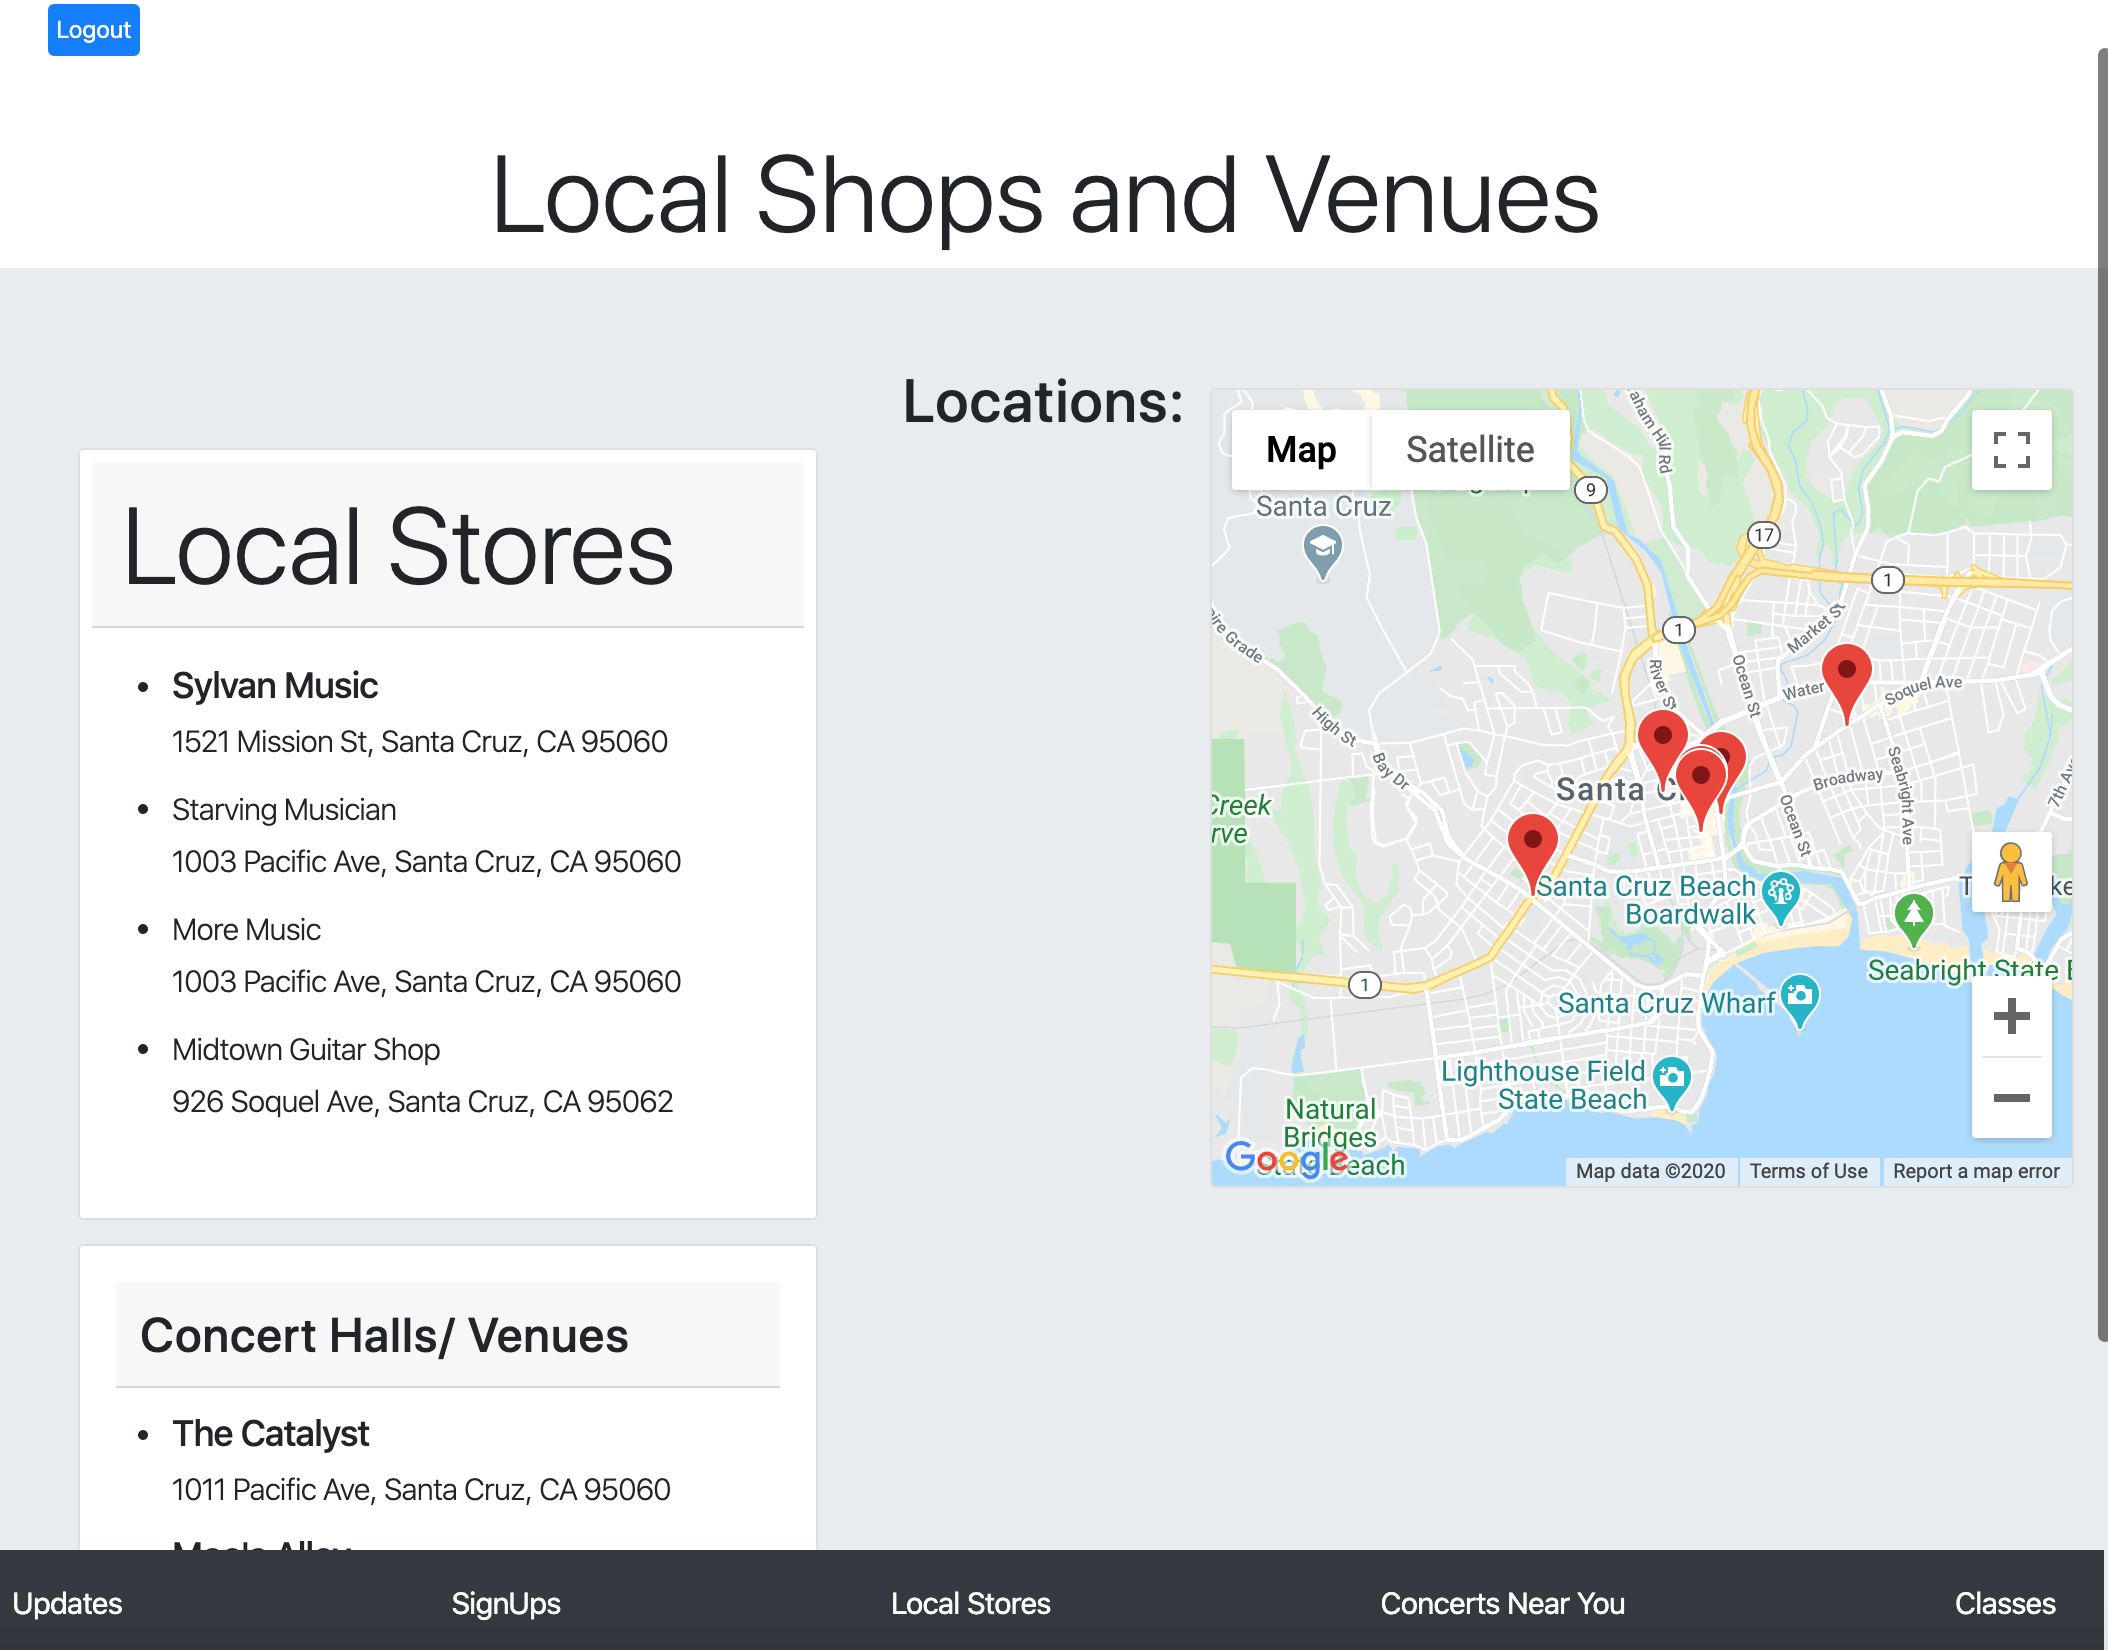 Logout
Local Shops and Venues
Locations:
Local Stores
Sylvan Music
1521 Mission St, Santa Cruz, CA 95060
Starving Musician
1003 Pacific Ave, Santa Cruz, CA 95060
More Music
1003 Pacific Ave, Santa Cruz, CA 95060
Midtown Guitar Shop
926 Soquel Ave, Santa Cruz, CA 95062
Concert Halls/ Venues
The Catalyst
1011 Pacific Ave, Santa Cruz, CA 95060
Map Satellite
Santa Cruz
9
17
1
1
Market St
River St
Ocean St
Water
Soquel Ave
High St
Bay Dr
Santa
Broadway
Seabright Ave
Ocean St
7th
Creek
Santa Cruz Beach
Boardwalk
Seabright State
1
Santa Cruz Wharf
Lighthouse Field
State Beach
Natural
Bridges
State Beach
Google
Map data ©2020
Terms of Use
Report a map error
Updates
SignUps
Local Stores
Concerts Near You
Classes